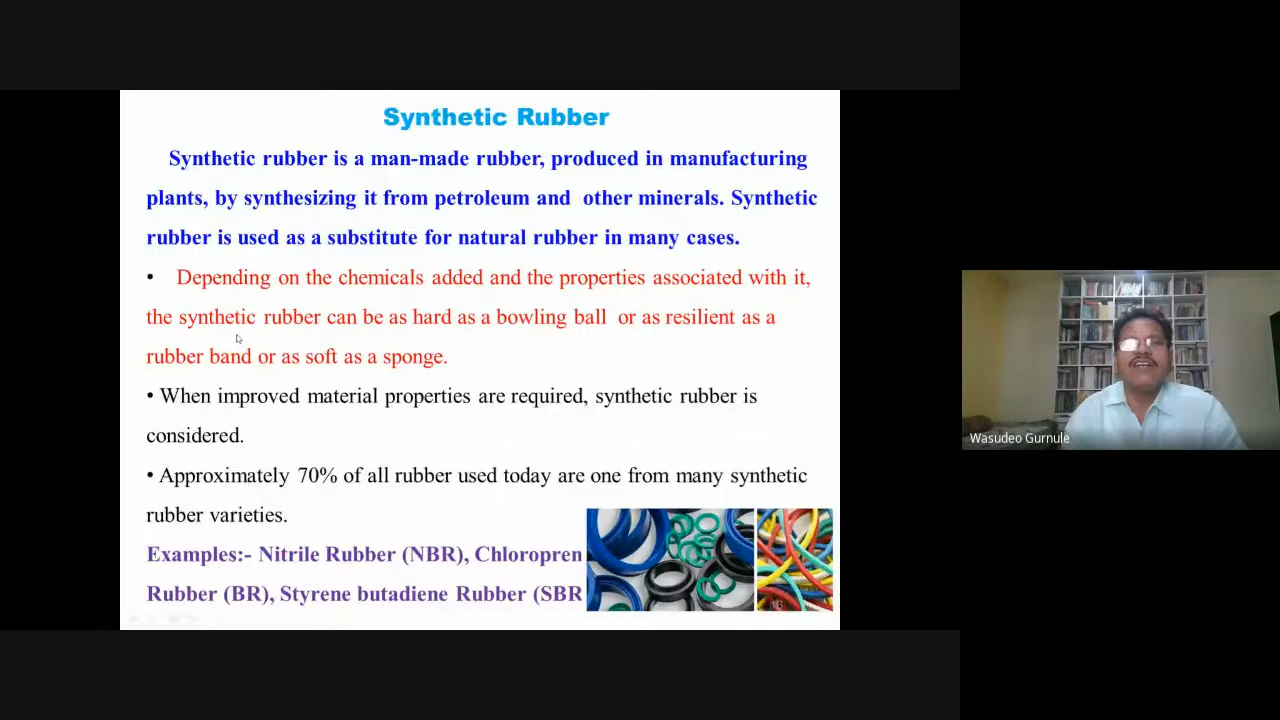 Synthetic Rubber
Synthetic rubber is a man-made rubber, produced in manufacturing
plants, by synthesizing it from petroleum and other minerals. Synthetic
rubber is used as a substitute for natural rubber in many cases.
• Depending on the chemicals added and the properties associated with it,
the synthetic rubber can be as hard as a bowling ball or as resilient as a
rubber band or as soft as a sponge.
• When improved material properties are required, synthetic rubber is
considered.
• Approximately 70% of all rubber used today are one from many synthetic
rubber varieties.
Examples:- Nitrile Rubber (NBR), Chloropren
Rubber (BR), Styrene butadiene Rubber (SBR
Wasudeo Gurnule